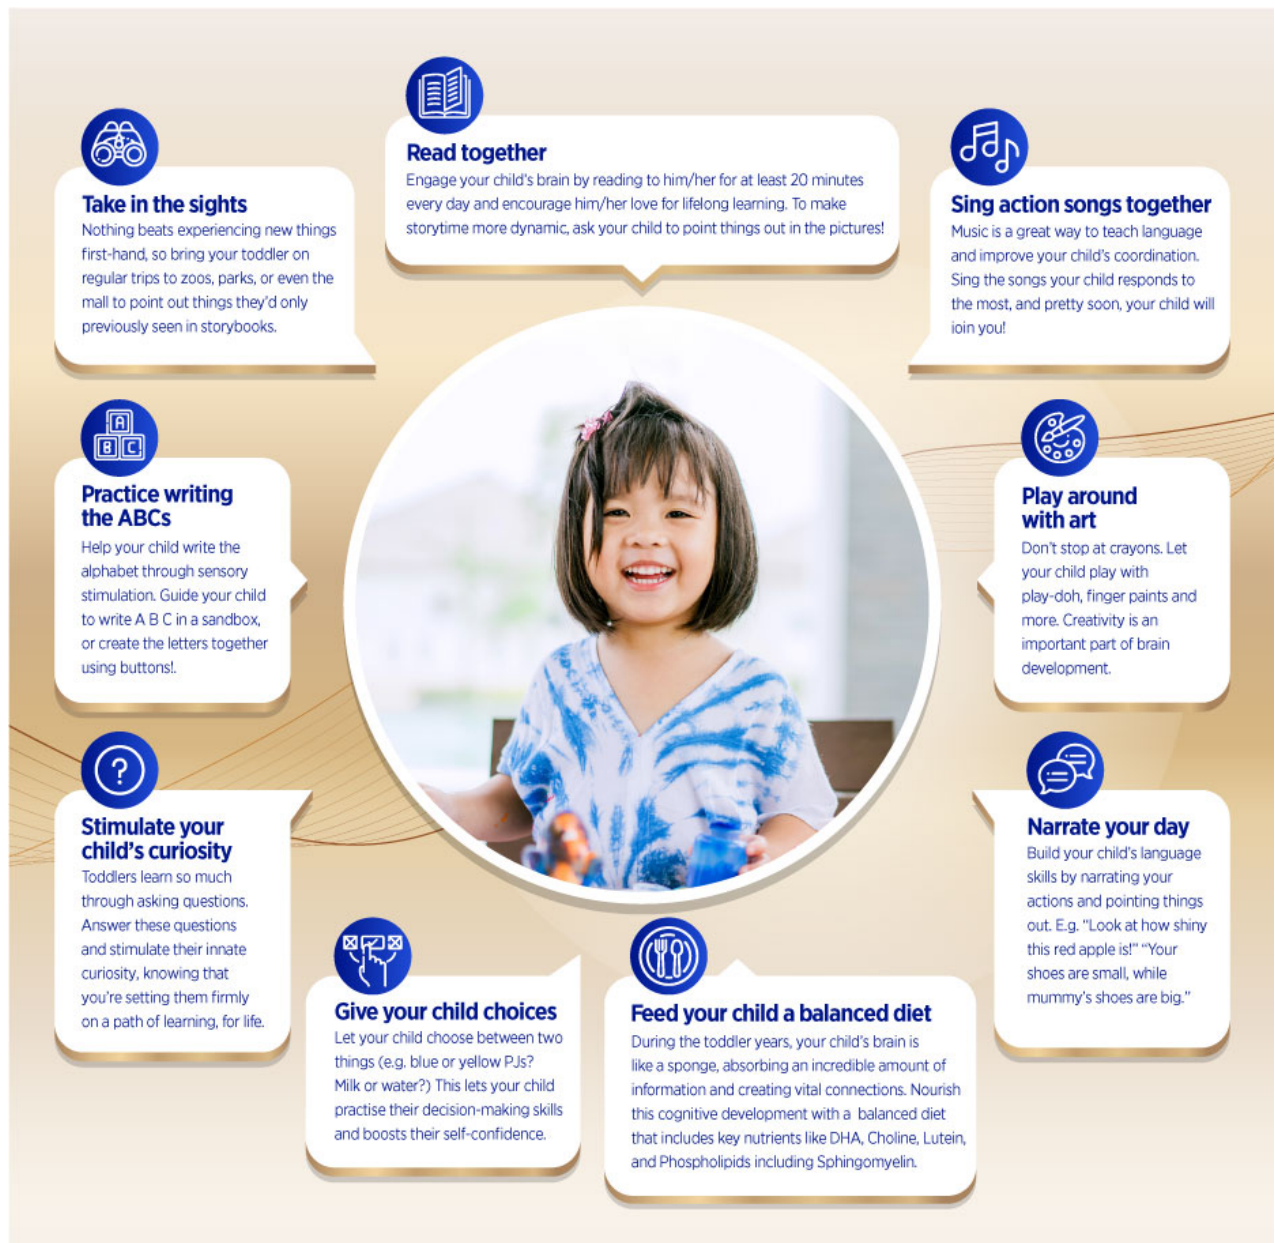 Read together
Engage your child's brain by reading to him/her for at least 20 minutes
every day and encourage him/her love for lifelong learning. To make
storytime more dynamic, ask your child to point things out in the pictures!
Take in the sights
Nothing beats experiencing new things
first-hand, so bring your toddler on
regular trips to zoos, parks, or even the
mall to point out things they'd only
previously seen in storybooks.
Sing action songs together
Music is a great way to teach language
and improve your child's coordination.
Sing the songs your child responds to
the most, and pretty soon, your child will
join you!
A
B C
Practice writing
the ABCs
Help your child write the
alphabet through sensory
stimulation. Guide your child
to write A B C in a sandbox,
or create the letters together
using buttons!.
Play around
with art
Don't stop at crayons. Let
your child play with
play-doh, finger paints and
more. Creativity is an
important part of brain
development.
?
Stimulate your
child's curiosity
Toddlers learn so much
through asking questions.
Answer these questions
and stimulate their innate
curiosity, knowing that
you're setting them firmly
on a path of learning, for life.
Narrate your day
Build your child's language
skills by narrating your
actions and pointing things
out. E.g. "Look at how shiny
this red apple is!" "Your
shoes are small, while
mummy's shoes are big."
Give your child choices
Let your child choose between two
things (e.g. blue or yellow PJs?
Milk or water?) This lets your child
practise their decision-making skills
and boosts their self-confidence.
Feed your child a balanced diet
During the toddler years, your child's brain is
like a sponge, absorbing an incredible amount of
information and creating vital connections. Nourish
this cognitive development with a balanced diet
that includes key nutrients like DHA, Choline, Lutein,
and Phospholipids including Sphingomyelin.